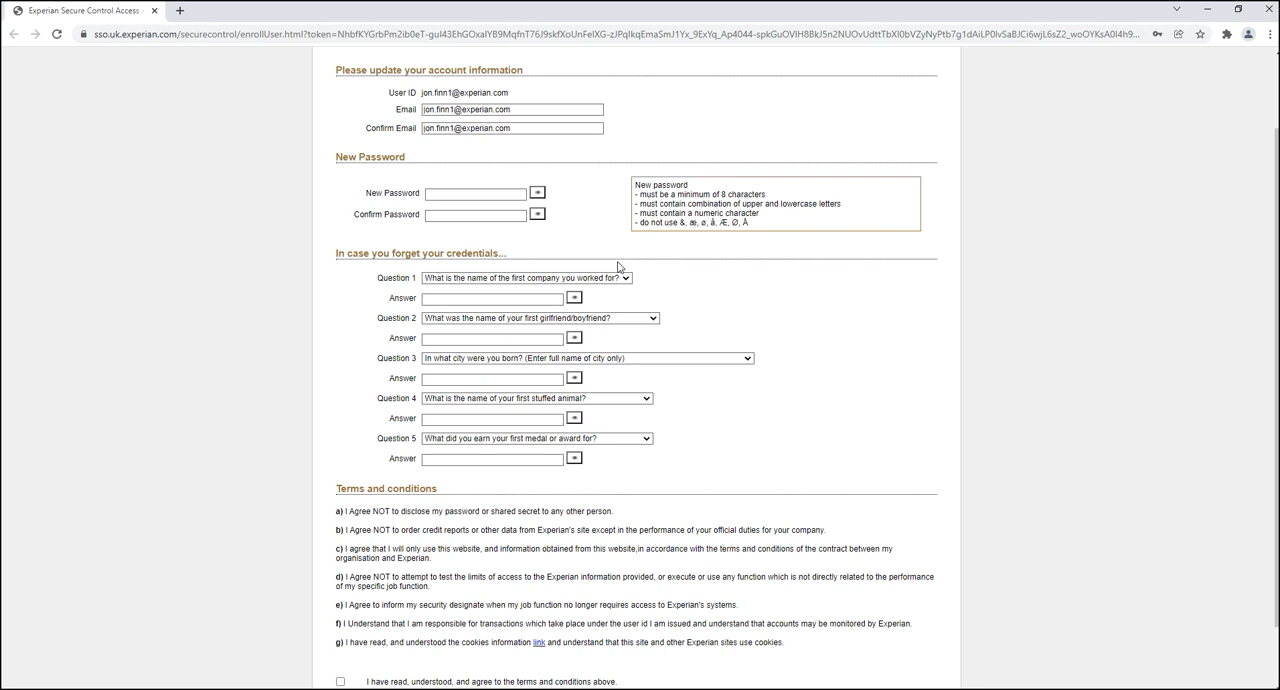 Experian Secure Control Access
sso.uk.experian.com/securecontrol/enrollUser.html?token=
Please update your account information
User ID jon.finn1@experian.com
Email jon.finn1@experian.com
Confirm Email jon.finn1@experian.com
New Password
New Password
Confirm Password
New password
- must be a minimum of 8 characters
- must contain combination of upper and lowercase letters
- must contain a numeric character
- do not use &, æ, ø, å, Æ, Ø, Å
In case you forget your credentials...
Question 1 What is the name of the first company you worked for?
Answer
Question 2 What was the name of your first girlfriend/boyfriend?
Answer
Question 3 In what city were you born? (Enter full name of city only)
Answer
Question 4 What is the name of your first stuffed animal?
Answer
Question 5 What did you earn your first medal or award for?
Answer
Terms and conditions
a) I Agree NOT to disclose my password or shared secret to any other person.
b) I Agree NOT to order credit reports or other data from Experian's site except in the performance of your official duties for your company.
c) I agree that I will only use this website, and information obtained from this website,in accordance with the terms and conditions of the contract between my
organisation and Experian.
d) I Agree NOT to attempt to test the limits of access to the Experian information provided, or execute or use any function which is not directly related to the performance
of my specific job function.
e) I Agree to inform my security designate when my job function no longer requires access to Experian's systems.
f) I Understand that I am responsible for transactions which take place under the user id I am issued and understand that accounts may be monitored by Experian.
g) I have read, and understood the cookies information link and understand that this site and other Experian sites use cookies.
I have read, understood, and agree to the terms and conditions above.